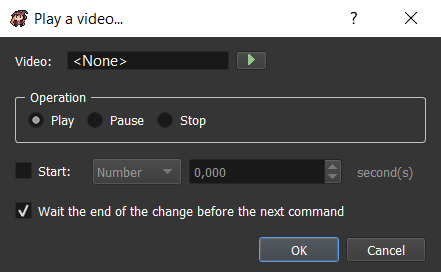 Play a video...
Video: <None>
Operation
Play Pause Stop
Start: Number 0,000 second(s)
Wait the end of the change before the next command
OK Cancel